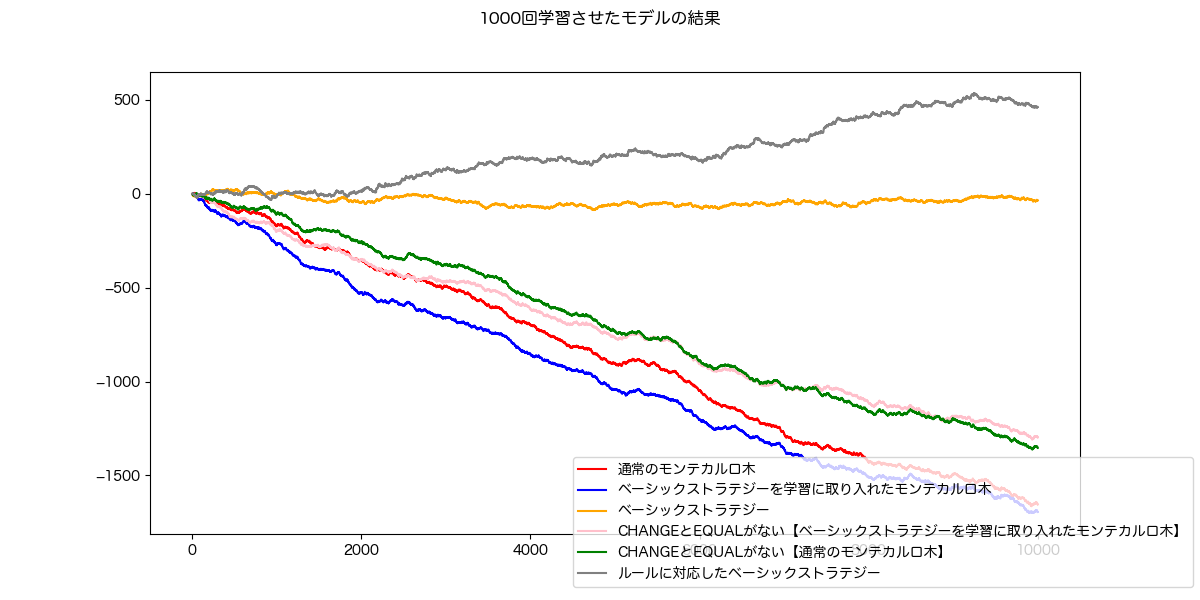 1000回学習させたモデルの結果
500
0
−500
−1000
−1500
0
2000
4000
6000
8000
10000
通常のモンテカルロ木
ベーシックストラテジーを学習に取り入れたモンテカルロ木
ベーシックストラテジー
CHANGEとEQUALがない【ベーシックストラテジーを学習に取り入れたモンテカルロ木】
CHANGEとEQUALがない【通常のモンテカルロ木】
ルールに対応したベーシックストラテジー